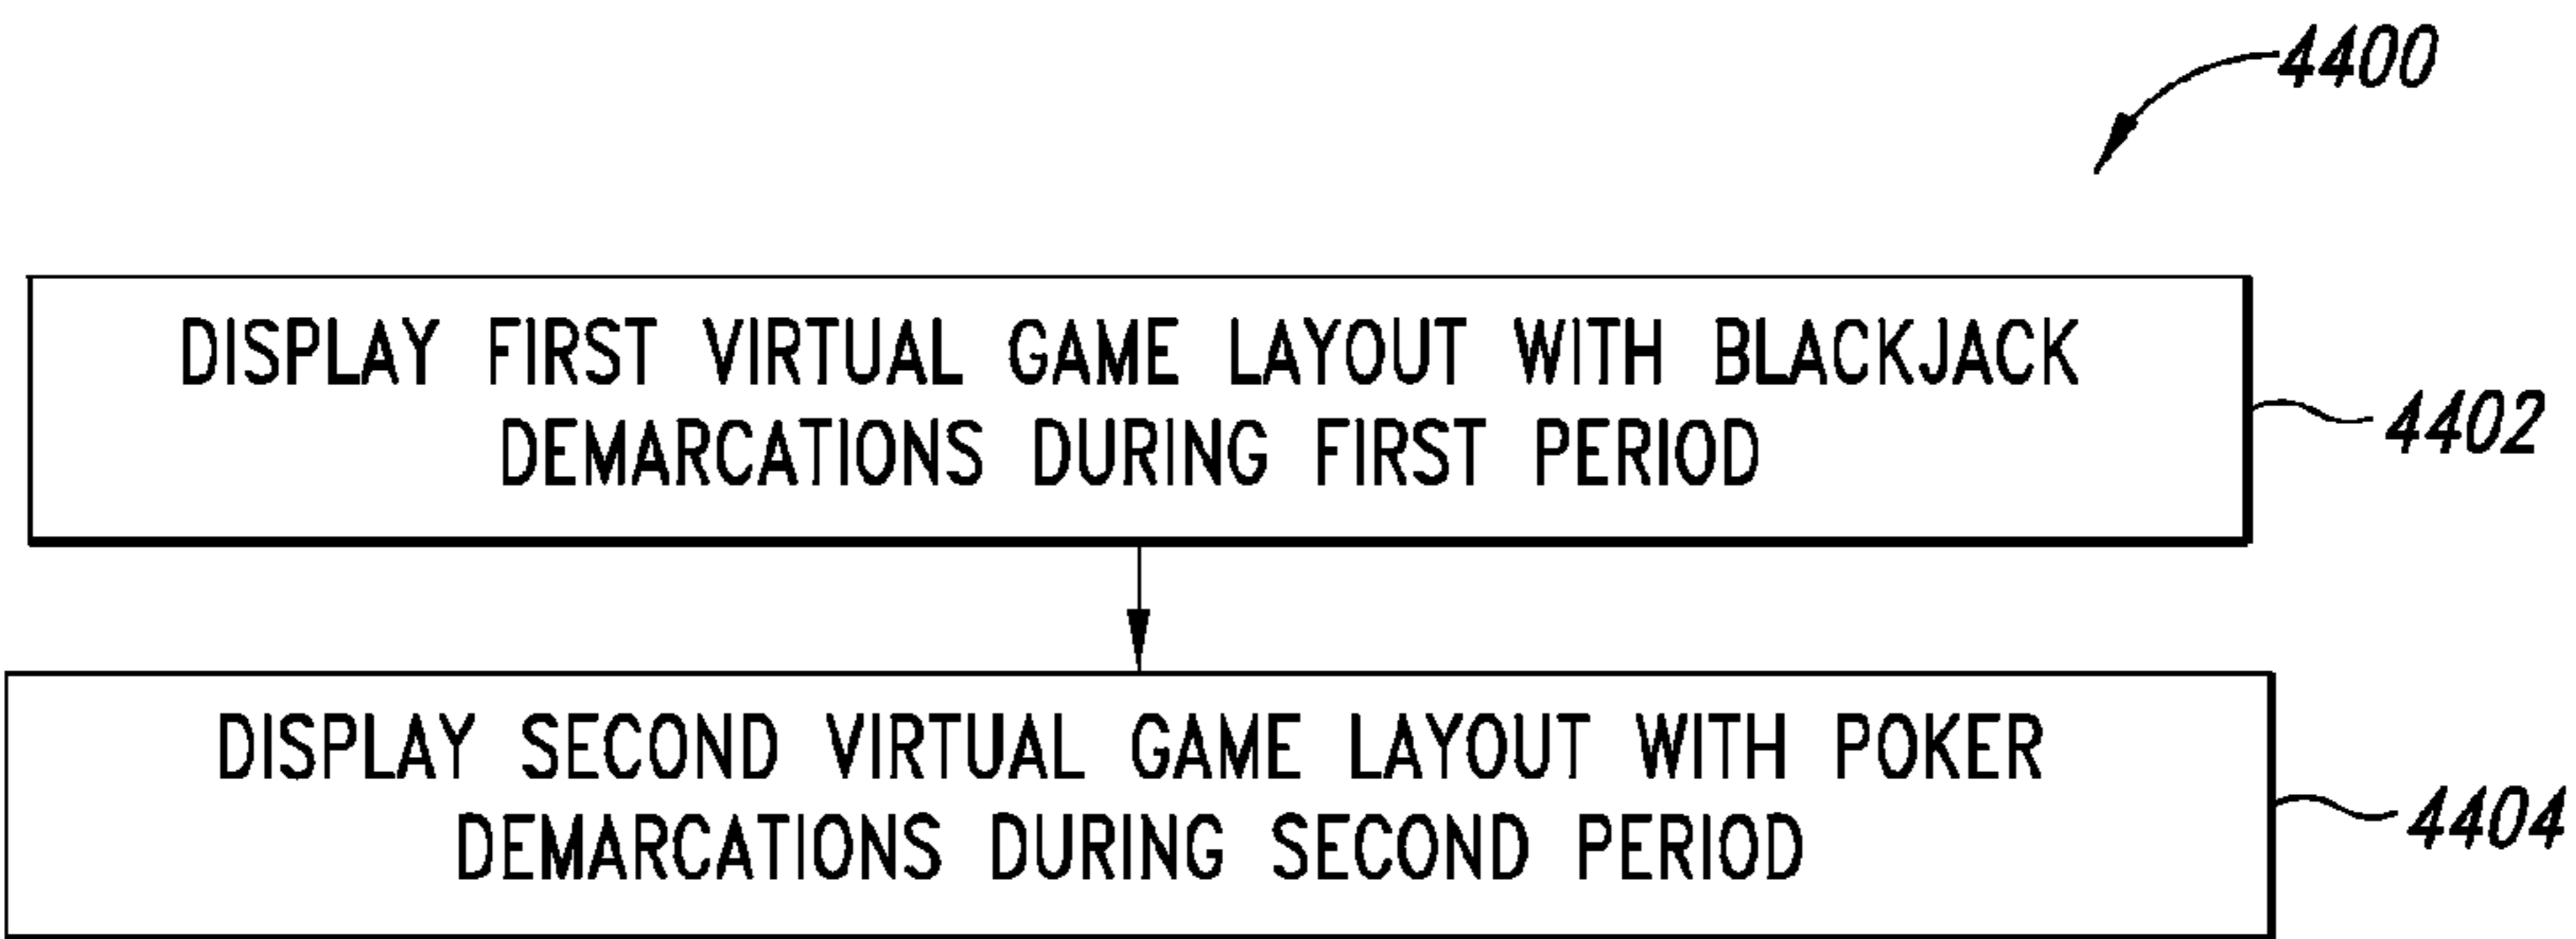 4400
DISPLAY FIRST VIRTUAL GAME LAYOUT WITH BLACKJACK
DEMARCATIONS DURING FIRST PERIOD
4402
DISPLAY SECOND VIRTUAL GAME LAYOUT WITH POKER
DEMARCATIONS DURING SECOND PERIOD
4404